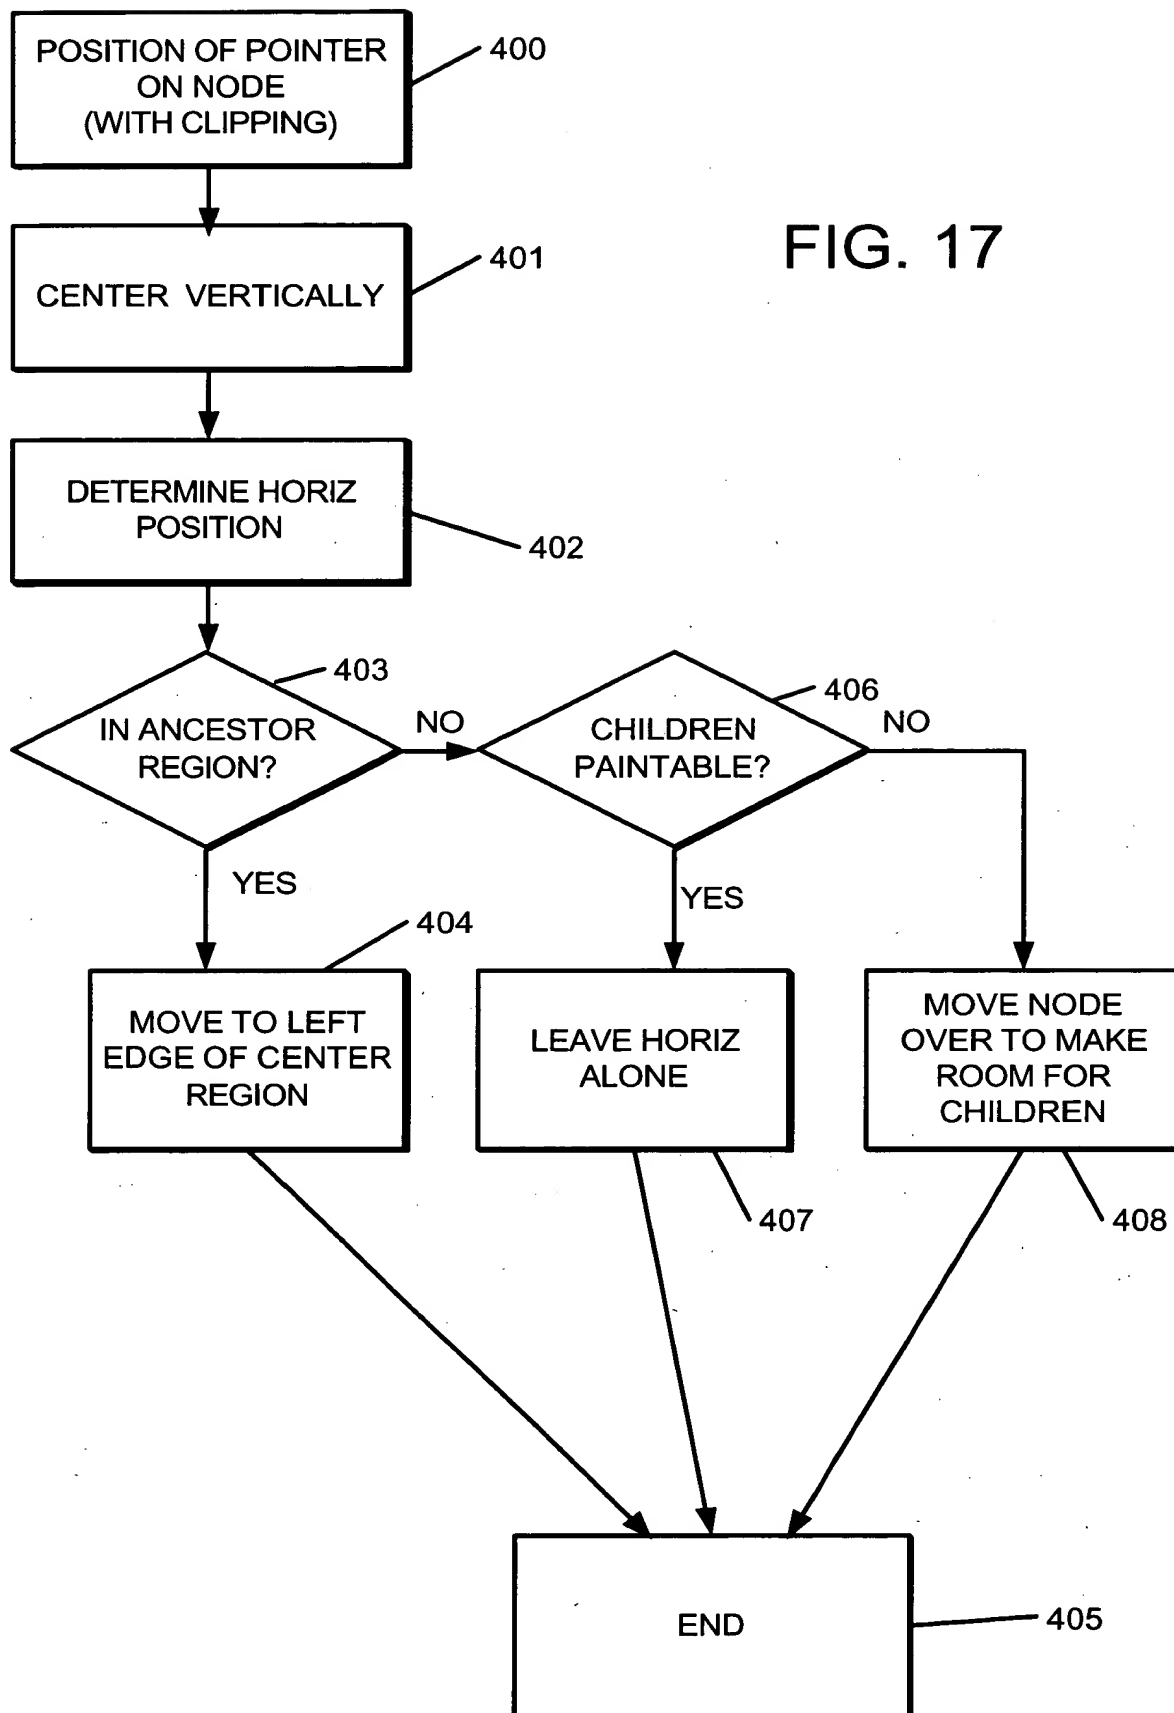 POSITION OF POINTER
ON NODE
(WITH CLIPPING)
400
FIG. 17
CENTER VERTICALLY
401
DETERMINE HORIZ
POSITION
402
IN ANCESTOR
REGION?
403
NO
CHILDREN
PAINTABLE?
406
NO
YES
YES
404
MOVE TO LEFT
EDGE OF CENTER
REGION
LEAVE HORIZ
ALONE
MOVE NODE
OVER TO MAKE
ROOM FOR
CHILDREN
407
408
END
405